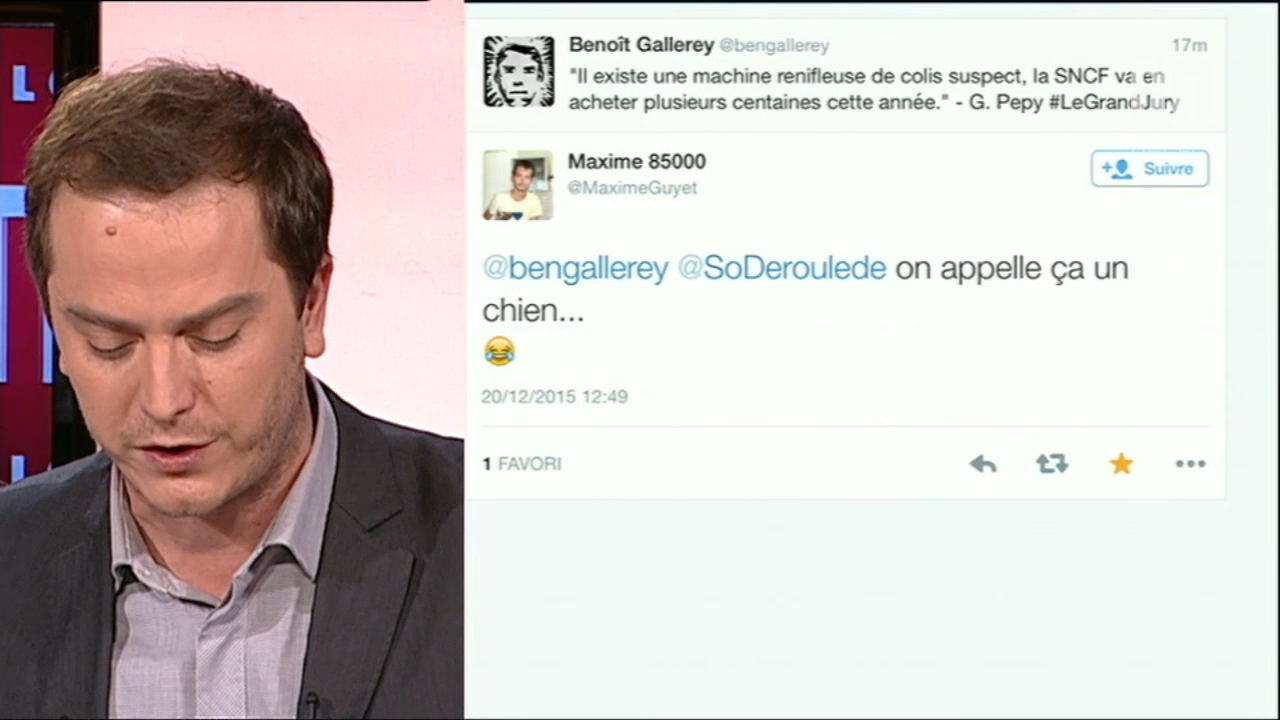 Benoît Gallerey @bengallerey 17m
"Il existe une machine renifleuse de colis suspect, la SNCF va en
acheter plusieurs centaines cette année." - G. Pepy #LeGrandJury
Maxime 85000
@MaximeGuyet
Suivre
@bengallerey @SoDeroulede on appelle ça un
chien...
20/12/2015 12:49
1 FAVORI